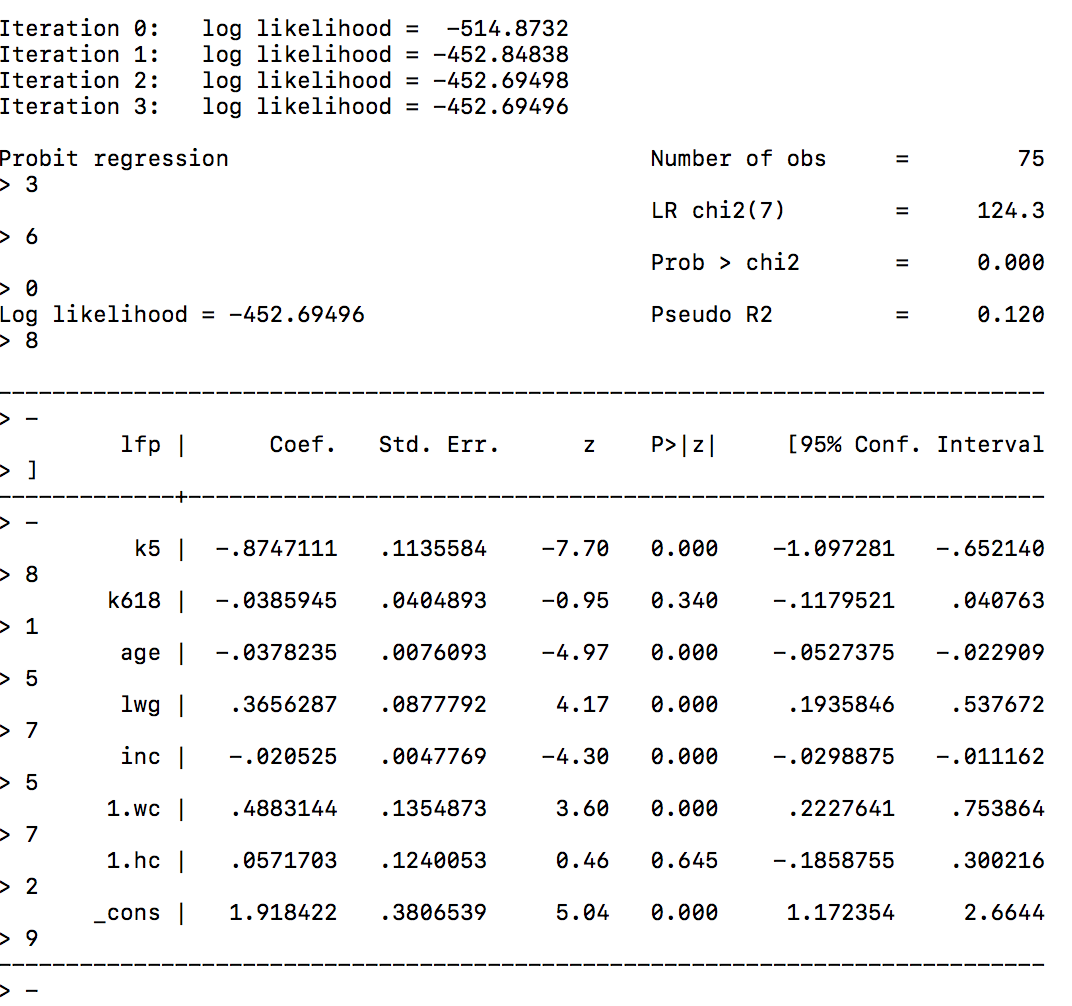 Iteration 0:   log likelihood =  -514.8732
Iteration 1:   log likelihood = -452.84838
Iteration 2:   log likelihood = -452.69498
Iteration 3:   log likelihood = -452.69496
Probit regression                               Number of obs     =         75
> 3
                                                LR chi2(7)        =      124.3
> 6
                                                Prob > chi2       =      0.000
> 0
Log likelihood = -452.69496                     Pseudo R2         =      0.120
> 8
------------------------------------------------------------------------------
> -
         lfp |      Coef.   Std. Err.      z    P>|z|     [95% Conf. Interval
> ]
-------------+----------------------------------------------------------------
> -
          k5 |  -.8747111   .1135584    -7.70   0.000    -1.097281   -.652140
> 8
        k618 |  -.0385945   .0404893    -0.95   0.340    -.1179521    .040763
> 1
         age |  -.0378235   .0076093    -4.97   0.000    -.0527375   -.022909
> 5
         lwg |   .3656287   .0877792     4.17   0.000     .1935846    .537672
> 7
         inc |   -.020525   .0047769    -4.30   0.000    -.0298875   -.011162
> 5
        1.wc |   .4883144   .1354873     3.60   0.000     .2227641    .753864
> 7
        1.hc |   .0571703   .1240053     0.46   0.645    -.1858755    .300216
> 2
       _cons |   1.918422   .3806539     5.04   0.000     1.172354     2.6644
> 9
------------------------------------------------------------------------------
> -